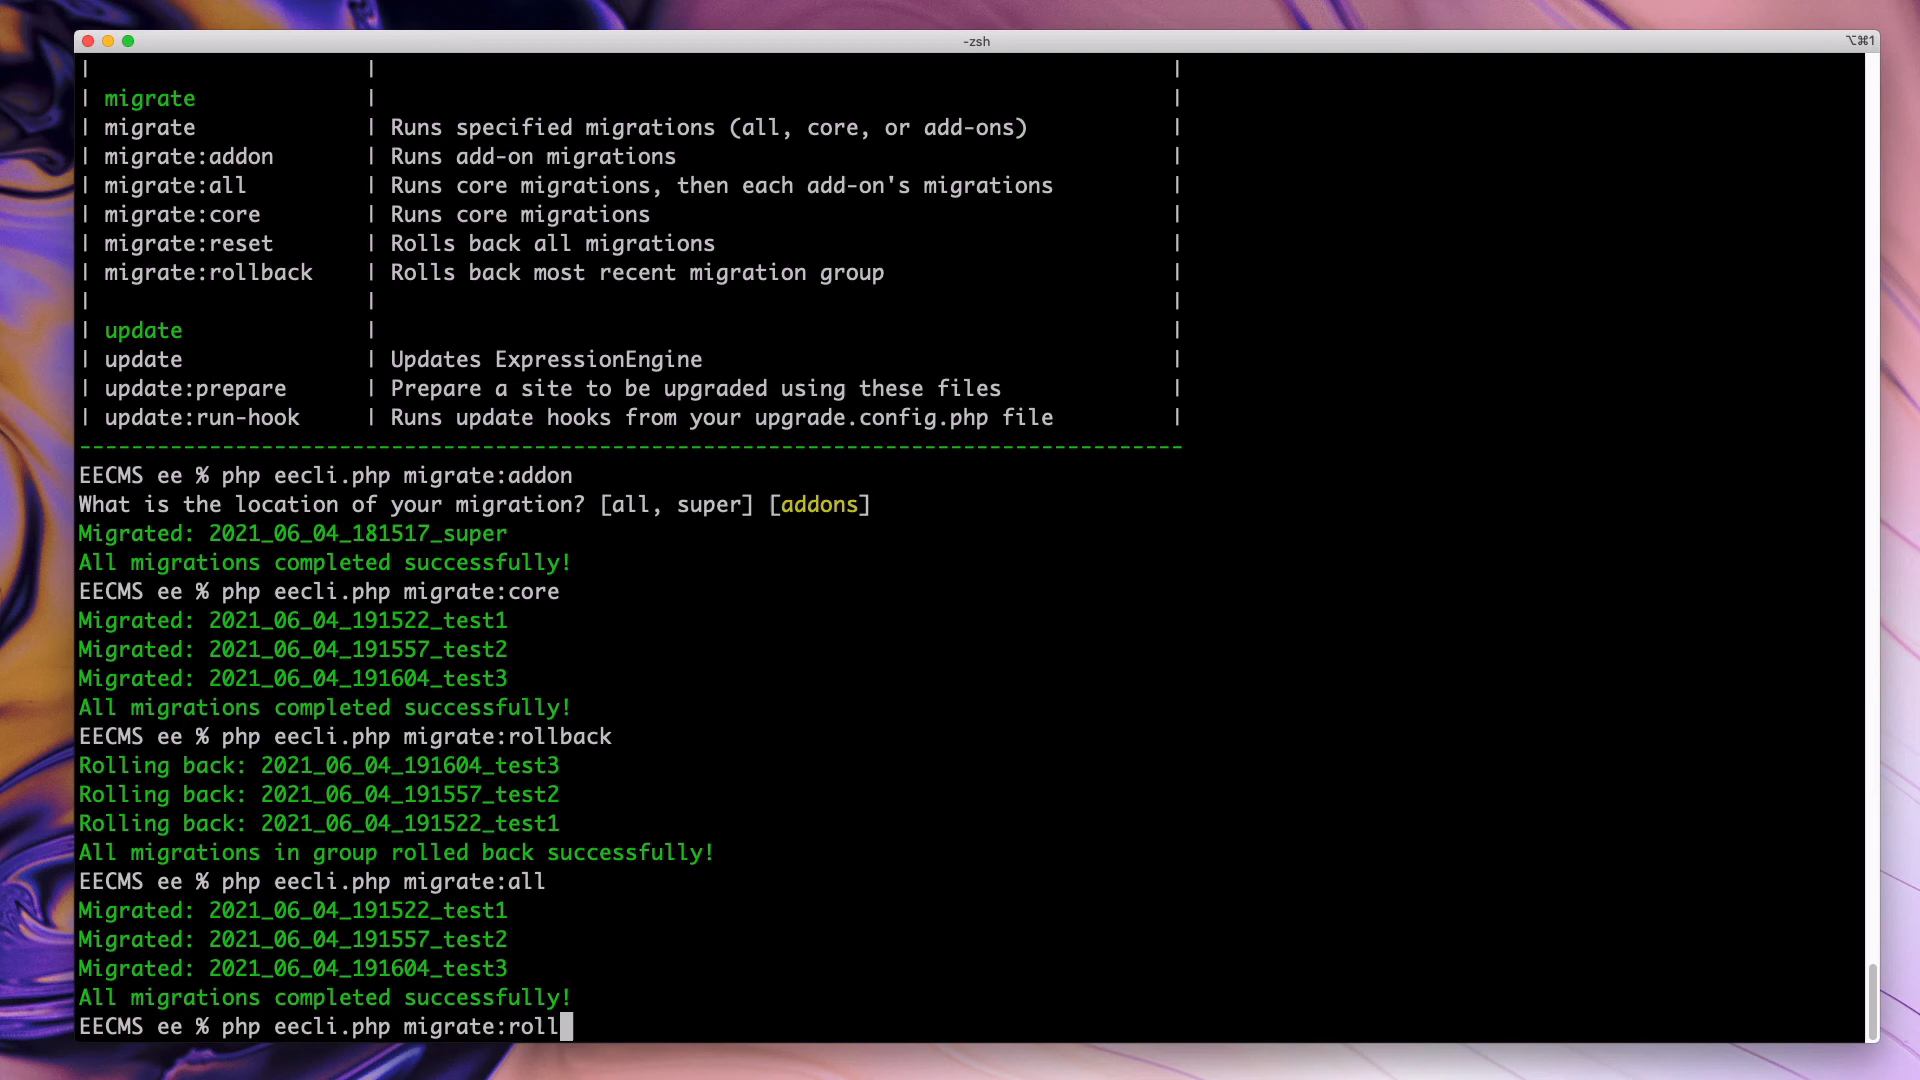 -zsh
⌥⌘1
| | |
| migrate | |
| migrate | Runs specified migrations (all, core, or add-ons) |
| migrate:addon | Runs add-on migrations |
| migrate:all | Runs core migrations, then each add-on's migrations |
| migrate:core | Runs core migrations |
| migrate:reset | Rolls back all migrations |
| migrate:rollback | Rolls back most recent migration group |
| | |
| update | |
| update | Updates ExpressionEngine |
| update:prepare | Prepare a site to be upgraded using these files |
| update:run-hook | Runs update hooks from your upgrade.config.php file |
-------------------------------------------------------------------------------------
EECMS ee % php eecli.php migrate:addon
What is the location of your migration? [all, super] [addons]
Migrated: 2021_06_04_181517_super
All migrations completed successfully!
EECMS ee % php eecli.php migrate:core
Migrated: 2021_06_04_191522_test1
Migrated: 2021_06_04_191557_test2
Migrated: 2021_06_04_191604_test3
All migrations completed successfully!
EECMS ee % php eecli.php migrate:rollback
Rolling back: 2021_06_04_191604_test3
Rolling back: 2021_06_04_191557_test2
Rolling back: 2021_06_04_191522_test1
All migrations in group rolled back successfully!
EECMS ee % php eecli.php migrate:all
Migrated: 2021_06_04_191522_test1
Migrated: 2021_06_04_191557_test2
Migrated: 2021_06_04_191604_test3
All migrations completed successfully!
EECMS ee % php eecli.php migrate:roll